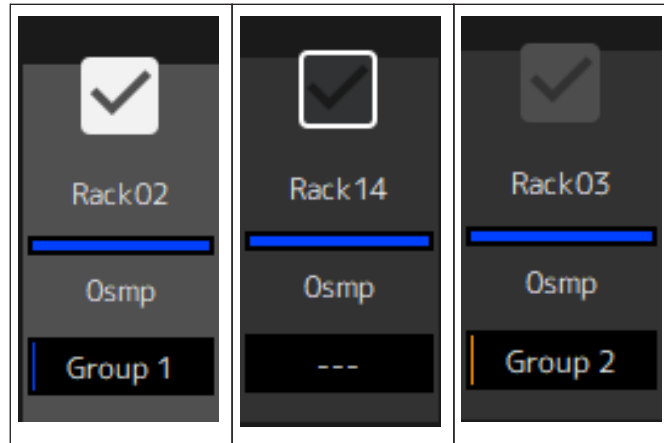 Rack02
0smp
Group 1
Rack14
0smp
---
Rack03
0smp
Group 2